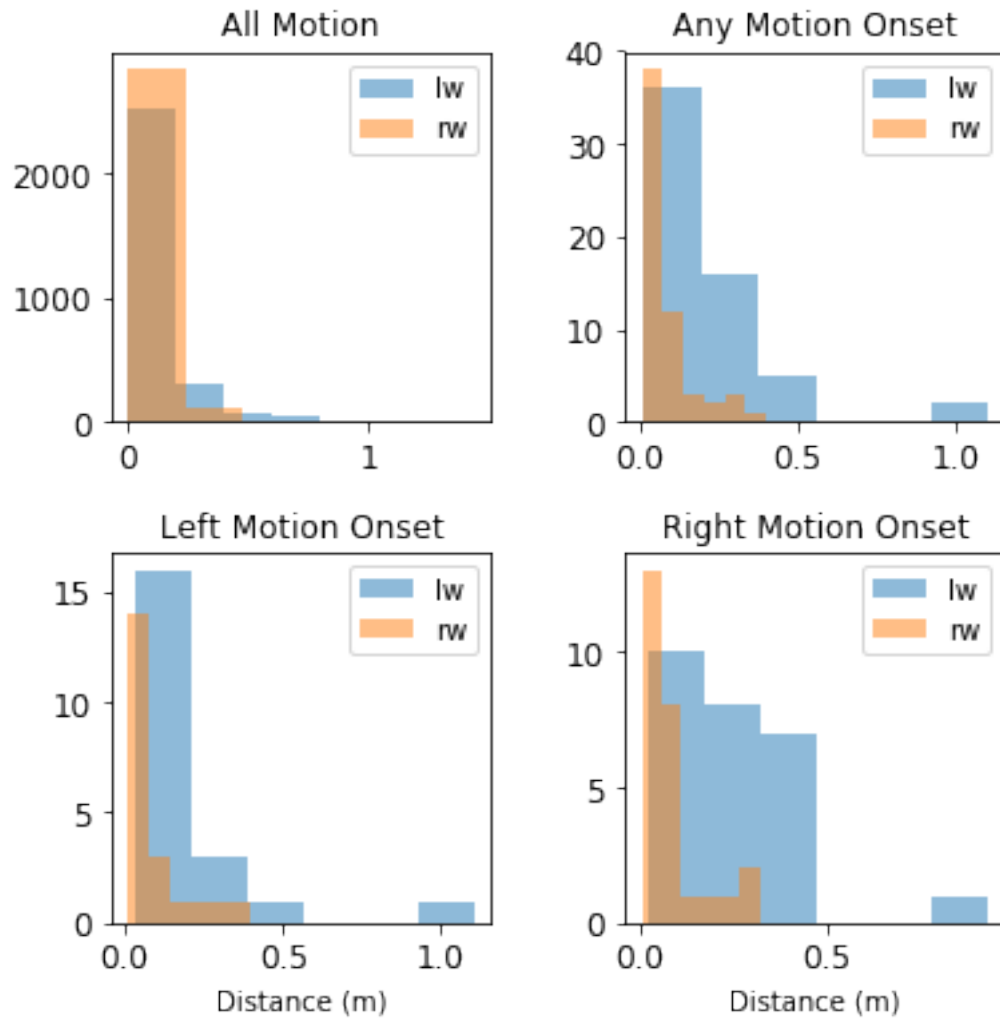 All Motion
lw
rw
2000
1000
0
0 1
Any Motion Onset
lw
rw
40
30
20
10
0
0.0 0.5 1.0
Left Motion Onset
lw
rw
15
10
5
0
0.0 0.5 1.0
Distance (m)
Right Motion Onset
lw
rw
10
5
0
0.0 0.5
Distance (m)